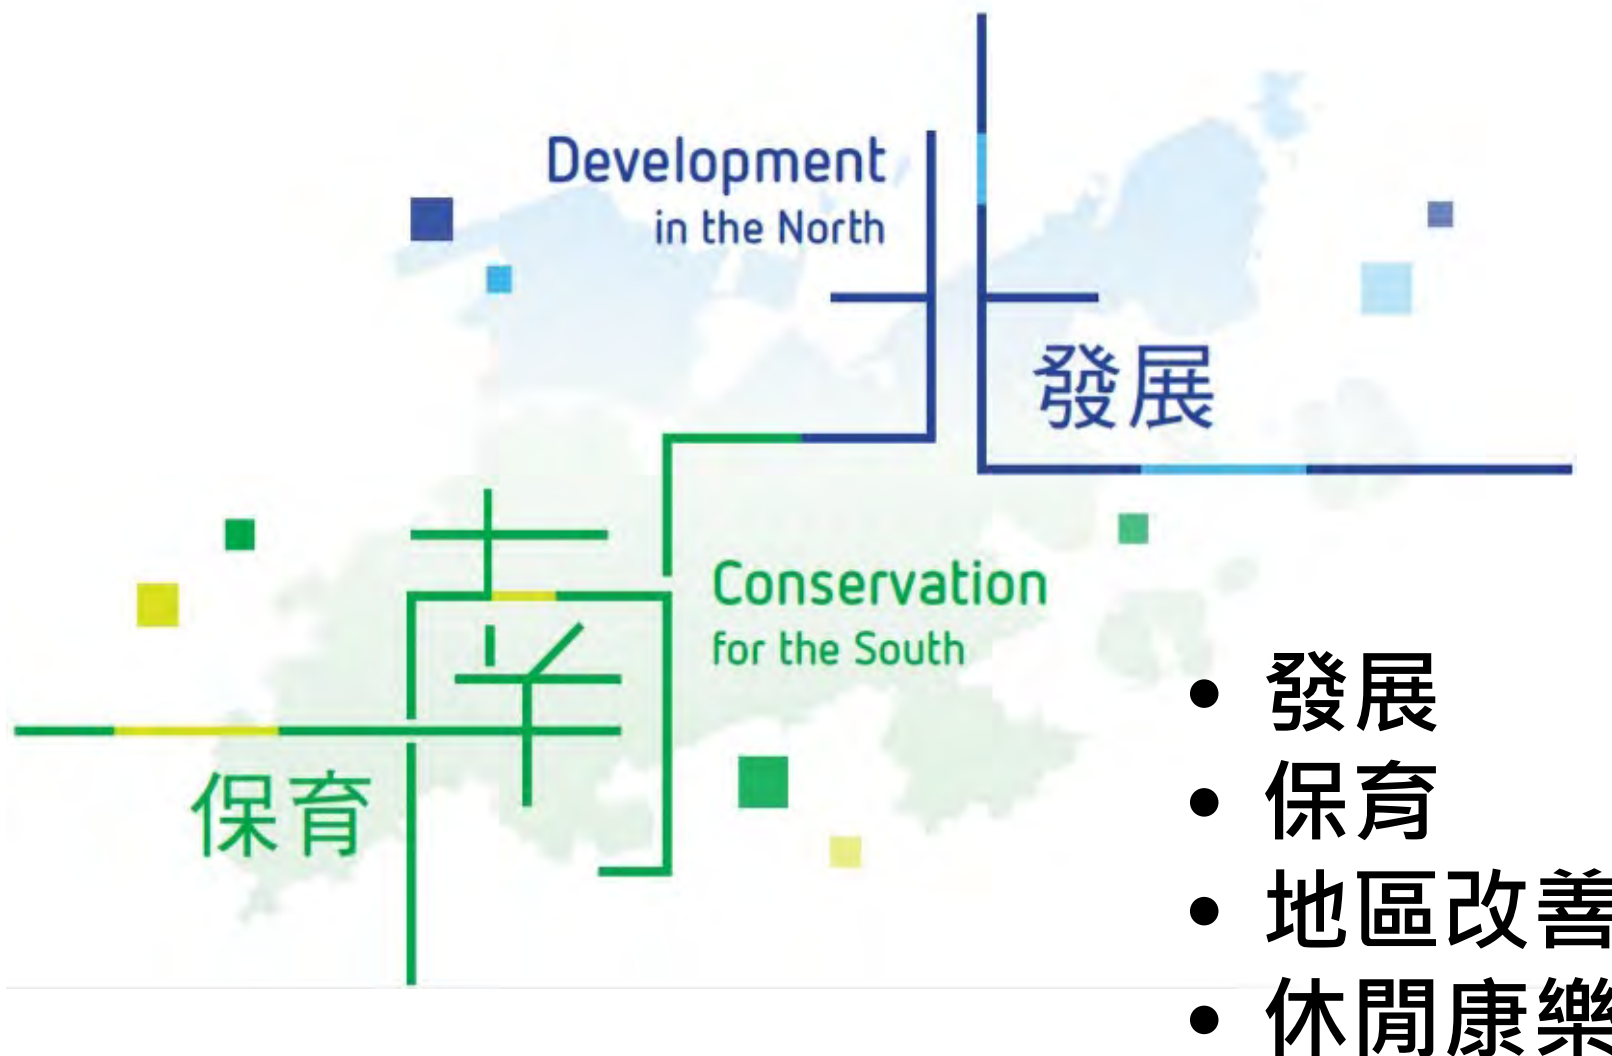 Development
in the North
北
發展
南
Conservation
for the South
保育
• 發展
• 保育
• 地區改善
• 休閒康樂